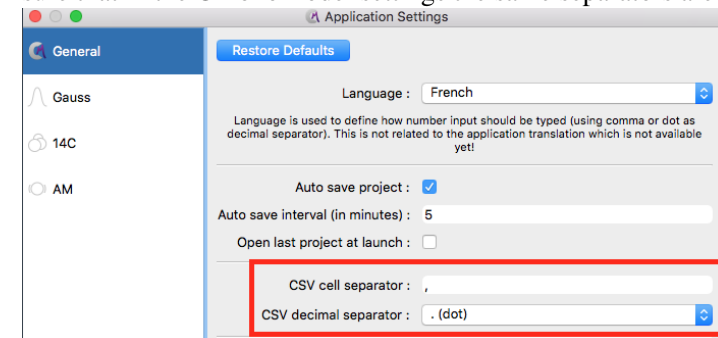 Application Settings
General
Restore Defaults
Language : French
Gauss
Language is used to define how number input should be typed (using comma or dot as
decimal separator). This is not related to the application translation which is not available
yet!
14C
AM
Auto save project :
Auto save interval (in minutes) : 5
Open last project at launch :
CSV cell separator : ,
CSV decimal separator : . (dot)